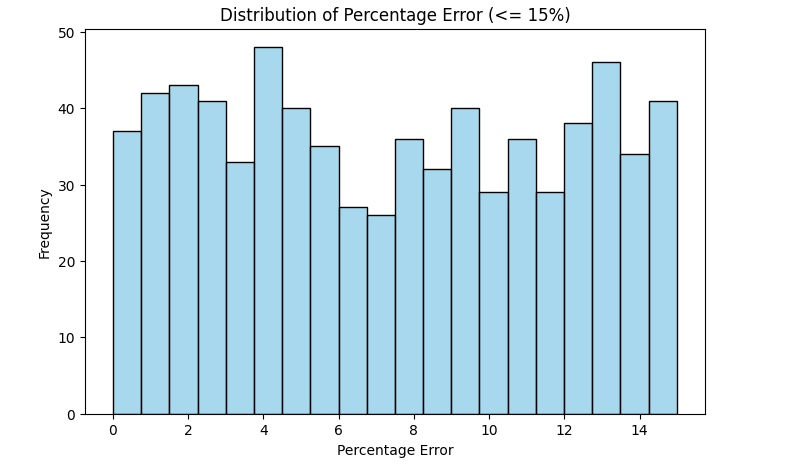 Distribution of Percentage Error (<= 15%)
50
40
30
20
10
0
Frequency
0 2 4 6 8 10 12 14
Percentage Error